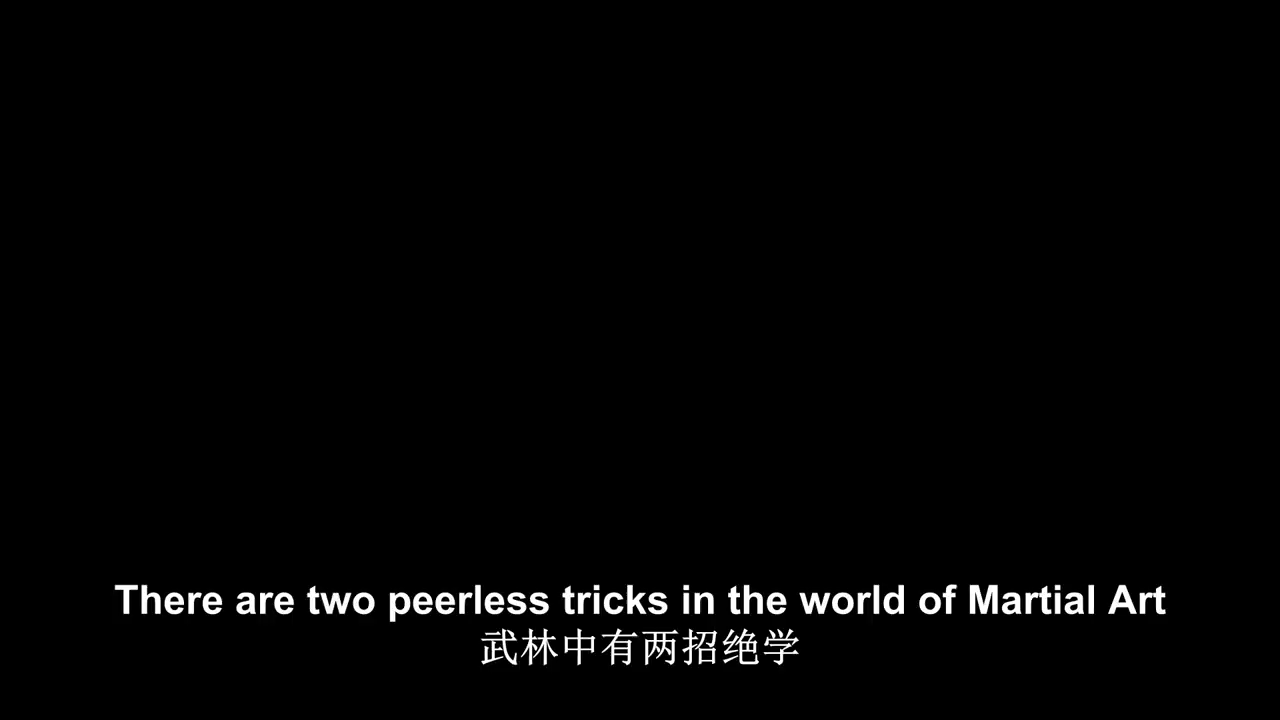 There are two peerless tricks in the world of Martial Art
武林中有两招绝学